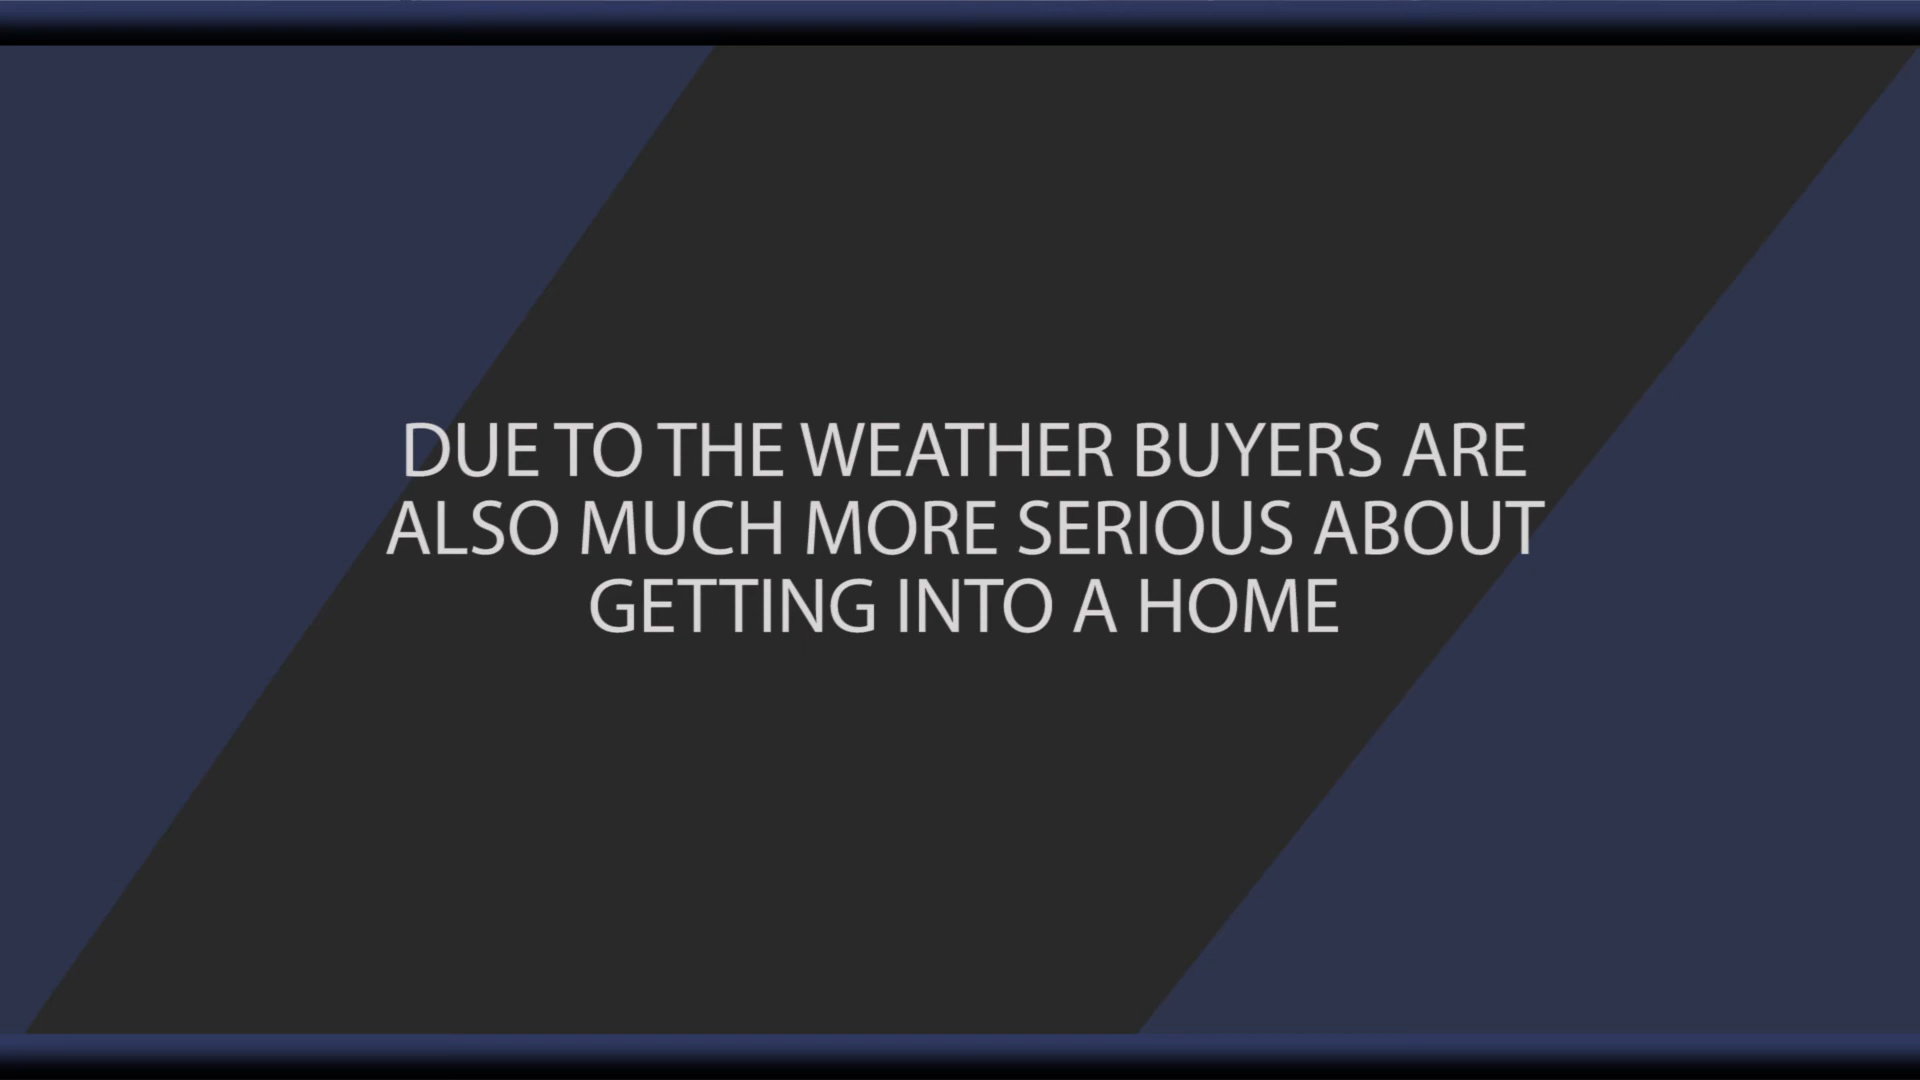 DUE TO THE WEATHER BUYERS ARE
ALSO MUCH MORE SERIOUS ABOUT
GETTING INTO A HOME